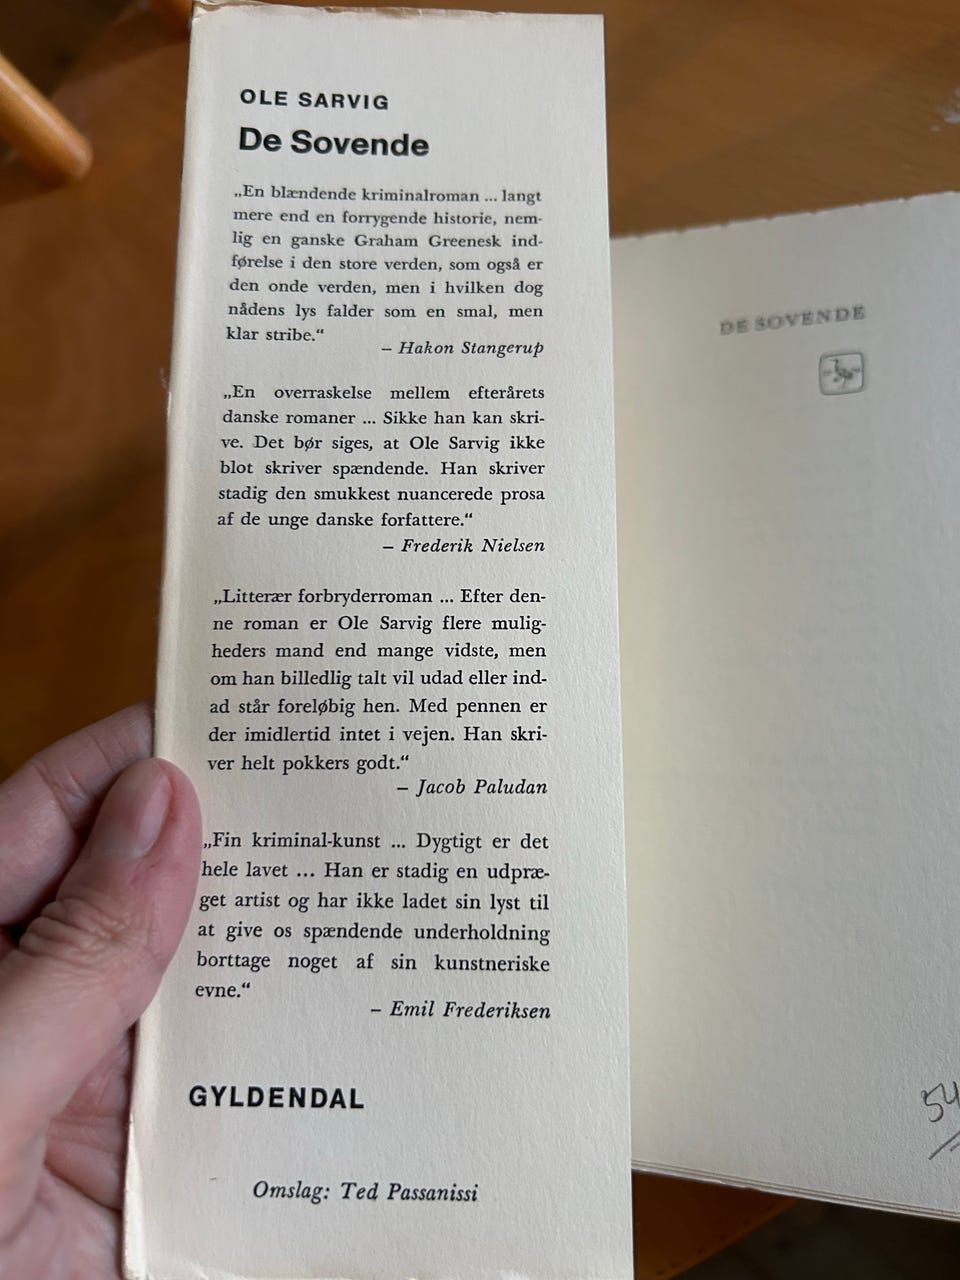 OLE SARVIG
De Sovende
„En blændende kriminalroman ... langt
mere end en forrygende historie, nem-
lig en ganske Graham Greenesk ind-
førelse i den store verden, som også er
den onde verden, men i hvilken dog
nådens lys falder som en smal, men
klar stribe.“
– Hakon Stangerup
„En overraskelse mellem efterårets
danske romaner ... Sikke han kan skri-
ve. Det bør siges, at Ole Sarvig ikke
blot skriver spændende. Han skriver
stadig den smukkest nuancerede prosa
af de unge danske forfattere.“
– Frederik Nielsen
„Litterær forbryderroman ... Efter den-
ne roman er Ole Sarvig flere mulig-
heders mand end mange vidste, men
om han billedlig talt vil udad eller ind-
ad står foreløbig hen. Med pennen er
der imidlertid intet i vejen. Han skri-
ver helt pokkers godt.“
– Jacob Paludan
„Fin kriminal-kunst ... Dygtigt er det
hele lavet ... Han er stadig en udpræ-
get artist og har ikke ladet sin lyst til
at give os spændende underholdning
borttage noget af sin kunstneriske
evne.“
– Emil Frederiksen
GYLDENDAL
Omslag: Ted Passanissi
DE SOVENDE